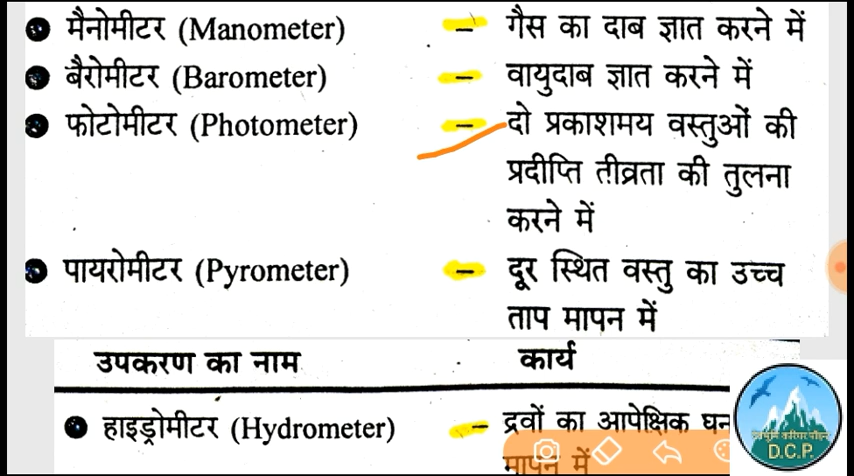 मैनोमीटर (Manometer) – गैस का दाब ज्ञात करने में
बैरोमीटर (Barometer) – वायुदाब ज्ञात करने में
फोटोमीटर (Photometer) – दो प्रकाशमय वस्तुओं की
प्रदीप्ति तीव्रता की तुलना
करने में
पायरोमीटर (Pyrometer) – दूर स्थित वस्तु का उच्च
ताप मापन में
उपकरण का नाम कार्य
हाइड्रोमीटर (Hydrometer) – द्रवों का आपेक्षिक
मापन में
D.C.P.